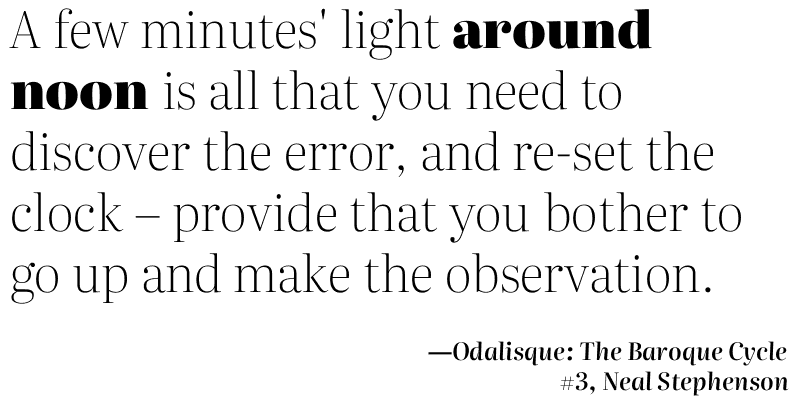 A few minutes' light around
noon is all that you need to
discover the error, and re-set the
clock – provide that you bother to
go up and make the observation.
—Odalisque: The Baroque Cycle
#3, Neal Stephenson